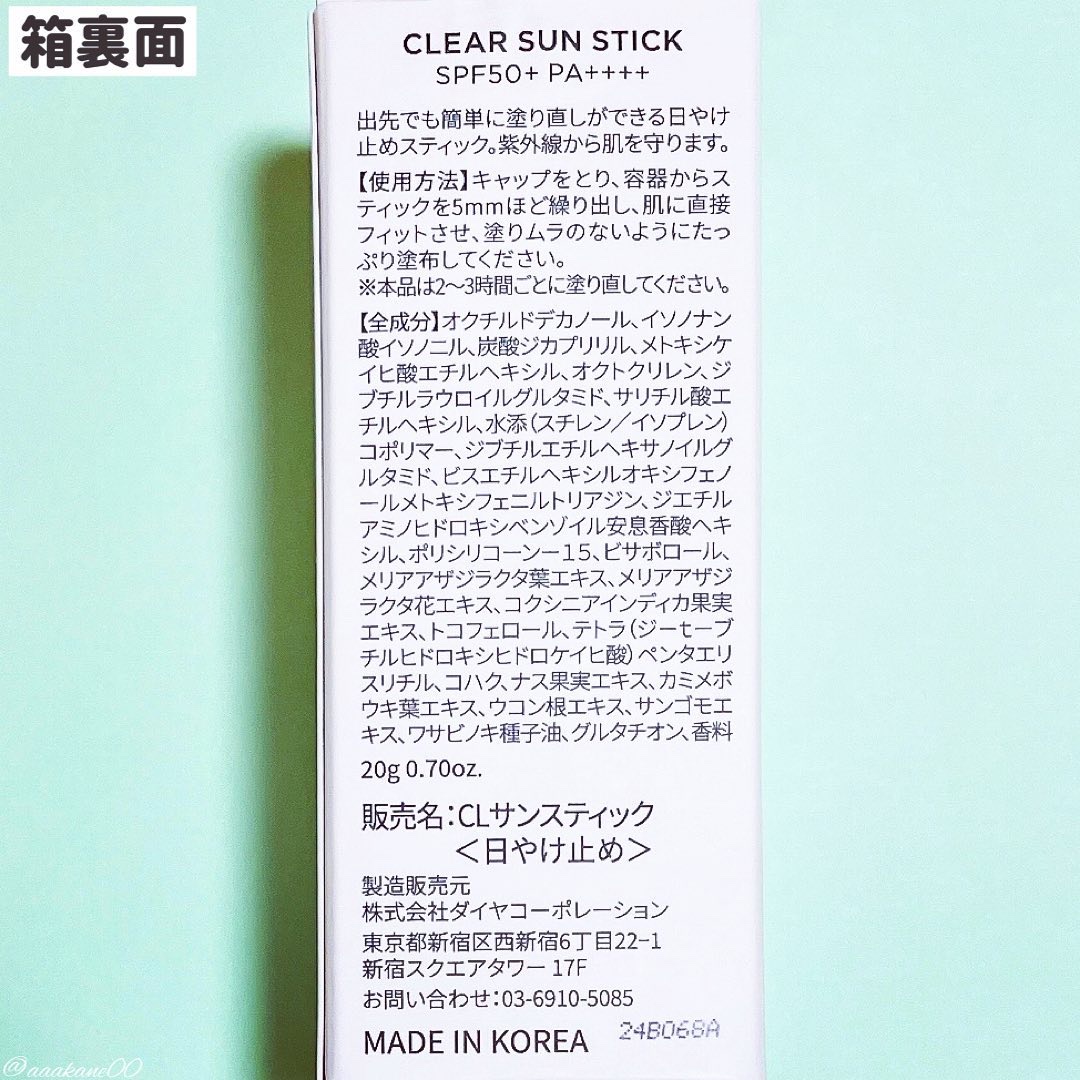 箱裏面
CLEAR SUN STICK
SPF50+ PA++++
出先でも簡単に塗り直しができる日やけ
止めスティック。紫外線から肌を守ります。
【使用方法】キャップをとり、容器からス
ティックを5mmほど繰り出し、肌に直接
フィットさせ、塗りムラのないようにたっ
ぷり塗布してください。
※本品は2〜3時間ごとに塗り直してください。
【全成分】オクチルドデカノール、イソノナン
酸イソノニル、炭酸ジカプリリル、メトキシケ
イヒ酸エチルヘキシル、オクトクリレン、ジ
ブチルラウロイルグルタミド、サリチル酸エ
チルヘキシル、水添(スチレン/イソプレン)
コポリマー、ジブチルエチルヘキサノイルグ
ルタミド、ビスエチルヘキシルオキシフェノ
ールメトキシフェニルトリアジン、ジエチル
アミノヒドロキシベンゾイル安息香酸ヘキ
シル、ポリシリコーンー15、ビサボロール、
メリアアザジラクタ葉エキス、メリアアザジ
ラクタ花エキス、コクシニアインディカ果実
エキス、トコフェロール、テトラ(ジーtーブ
チルヒドロキシヒドロケイヒ酸)ペンタエリ
スリチル、コハク、ナス果実エキス、カミメボ
ウキ葉エキス、ウコン根エキス、サンゴモエ
キス、ワサビノキ種子油、グルタチオン、香料
20g 0.70oz.
販売名:CLサンスティック
<日やけ止め>
製造販売元
株式会社ダイヤコーポレーション
東京都新宿区西新宿6丁目22−1
新宿スクエアタワー 17F
お問い合わせ:03-6910-5085
MADE IN KOREA 24B068A
@aaakane00